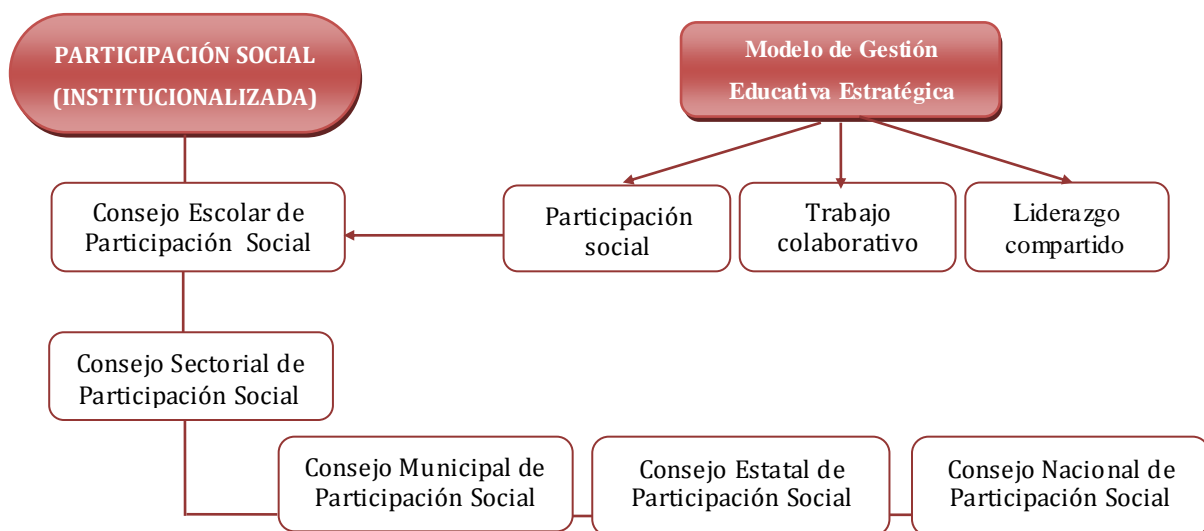 PARTICIPACIÓN SOCIAL
(INSTITUCIONALIZADA)
Modelo de Gestión
Educativa Estratégica
Consejo Escolar de
Participación Social
Participación
social
Trabajo
colaborativo
Liderazgo
compartido
Consejo Sectorial de
Participación Social
Consejo Municipal de
Participación Social
Consejo Estatal de
Participación Social
Consejo Nacional de
Participación Social